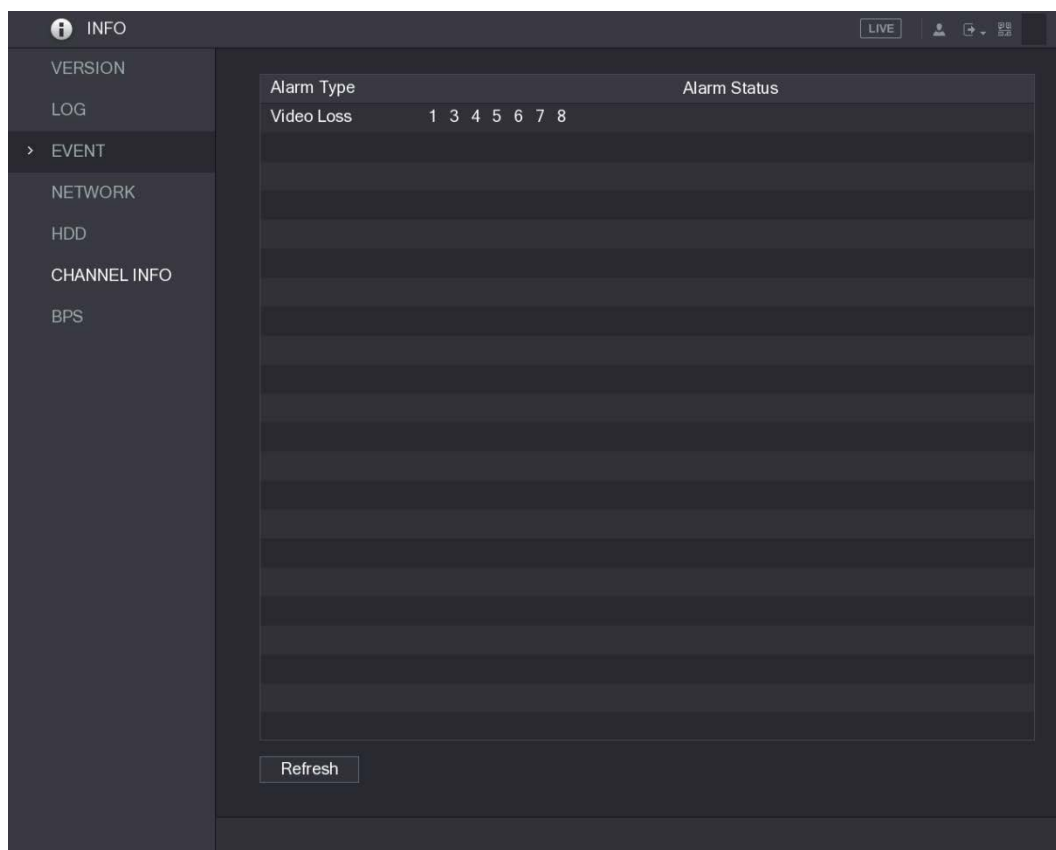 INFO
LIVE
VERSION
LOG
EVENT
NETWORK
HDD
CHANNEL INFO
BPS
Alarm Type Alarm Status
Video Loss 1 3 4 5 6 7 8
Refresh